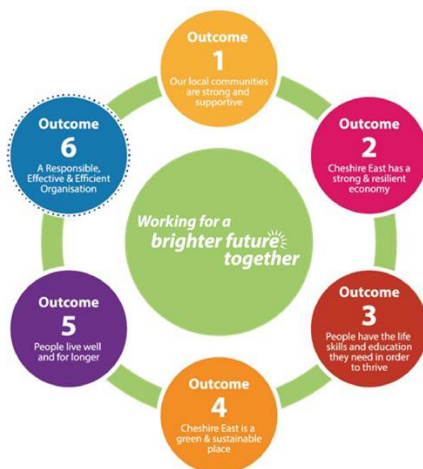 Outcome
1
Our local communities
are strong and
supportive
Outcome
2
Cheshire East has a
strong & resilient
economy
Outcome
3
People have the life
skills and education
they need in order
to thrive
Outcome
4
Cheshire East is a
green & sustainable
place
Outcome
5
People live well
and for longer
Outcome
6
A Responsible,
Effective & Efficient
Organisation
Working for a
brighter future
together